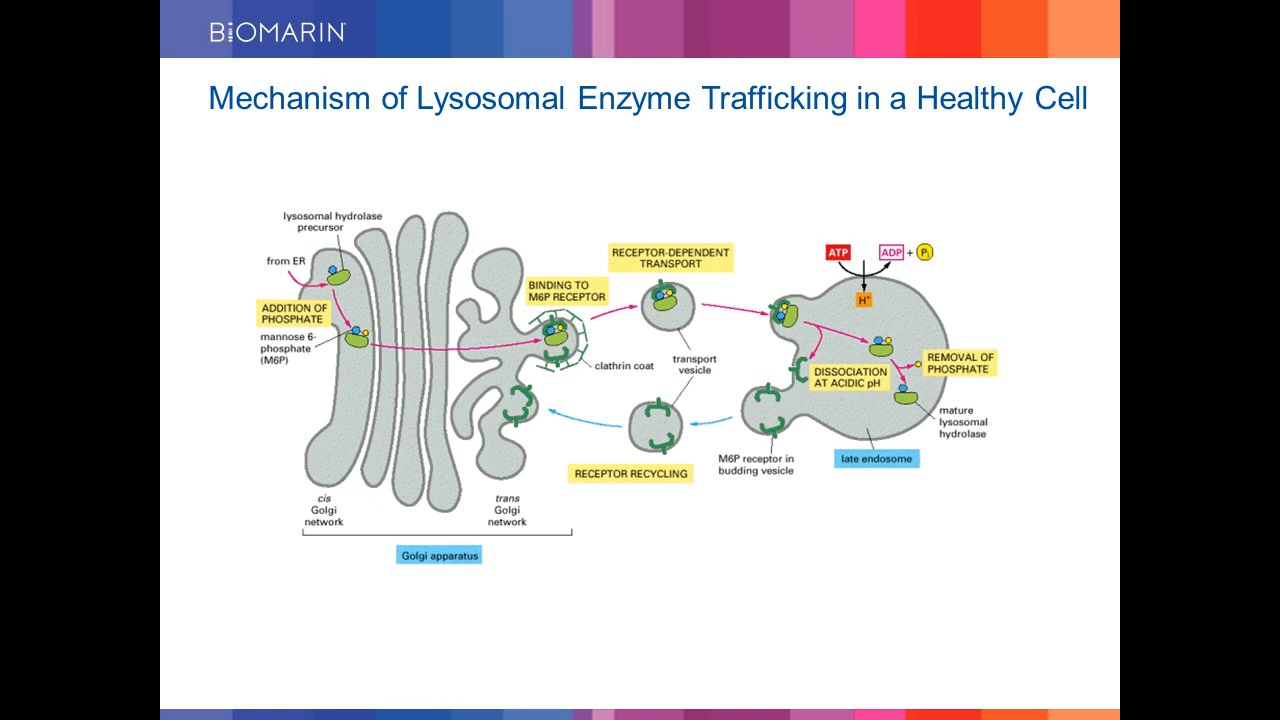 BIOMARIN
Mechanism of Lysosomal Enzyme Trafficking in a Healthy Cell
lysosomal hydrolase
precursor
from ER
ADDITION OF
PHOSPHATE
mannose 6-
phosphate
(M6P)
BINDING TO
M6P RECEPTOR
RECEPTOR-DEPENDENT
TRANSPORT
clathrin coat
transport
vesicle
ATP
ADP + Pi
H+
DISSOCIATION
AT ACIDIC pH
REMOVAL OF
PHOSPHATE
mature
lysosomal
hydrolase
late endosome
M6P receptor in
budding vesicle
RECEPTOR RECYCLING
cis
Golgi
network
trans
Golgi
network
Golgi apparatus